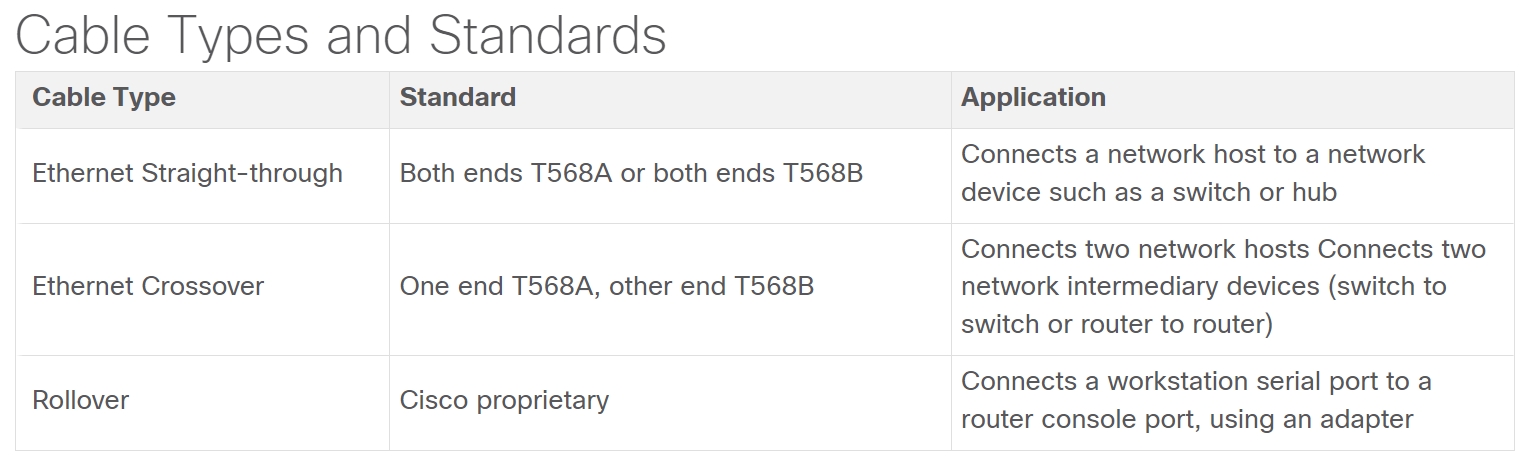 Cable Types and Standards
Cable Type Standard Application
Ethernet Straight-through Both ends T568A or both ends T568B Connects a network host to a network
device such as a switch or hub
Ethernet Crossover One end T568A, other end T568B Connects two network hosts Connects two
network intermediary devices (switch to
switch or router to router)
Rollover Cisco proprietary Connects a workstation serial port to a
router console port, using an adapter